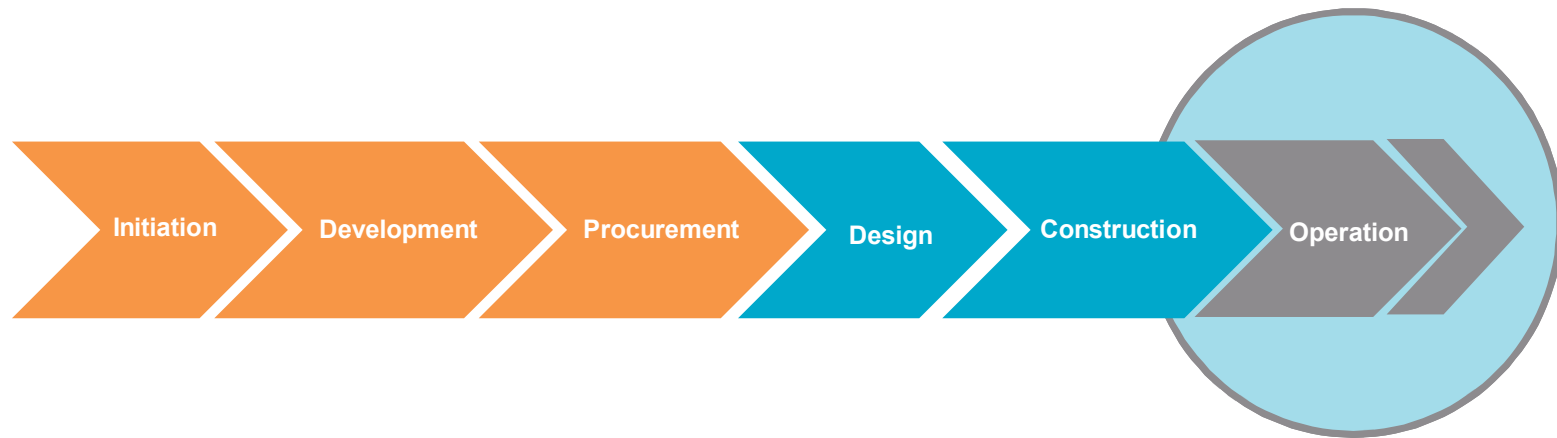 Initiation
Development
Procurement
Design
Construction
Operation